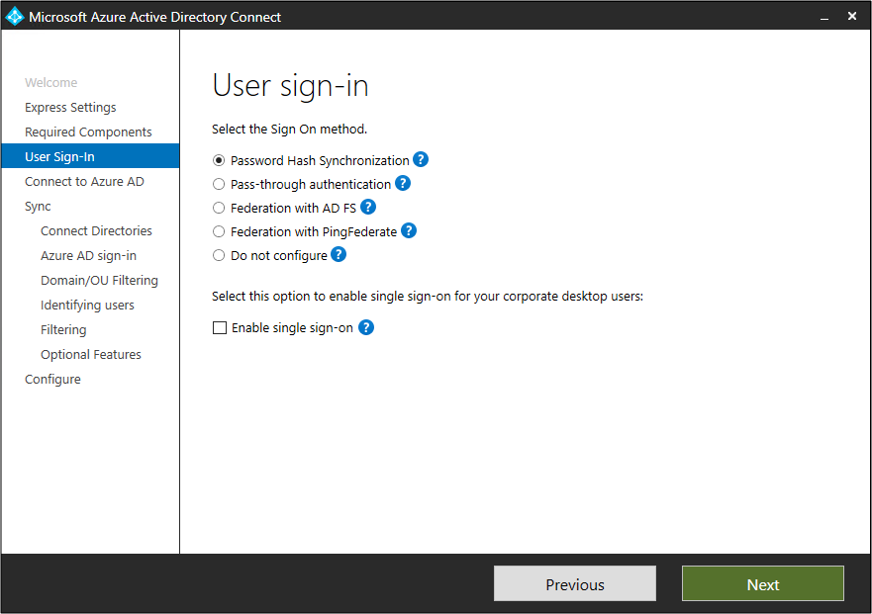 Microsoft Azure Active Directory Connect
Welcome
Express Settings
Required Components
User Sign-In
Connect to Azure AD
Sync
Connect Directories
Azure AD sign-in
Domain/OU Filtering
Identifying users
Filtering
Optional Features
Configure
User sign-in
Select the Sign On method.
Password Hash Synchronization ?
Pass-through authentication ?
Federation with AD FS ?
Federation with PingFederate ?
Do not configure ?
Select this option to enable single sign-on for your corporate desktop users:
Enable single sign-on ?
Previous
Next